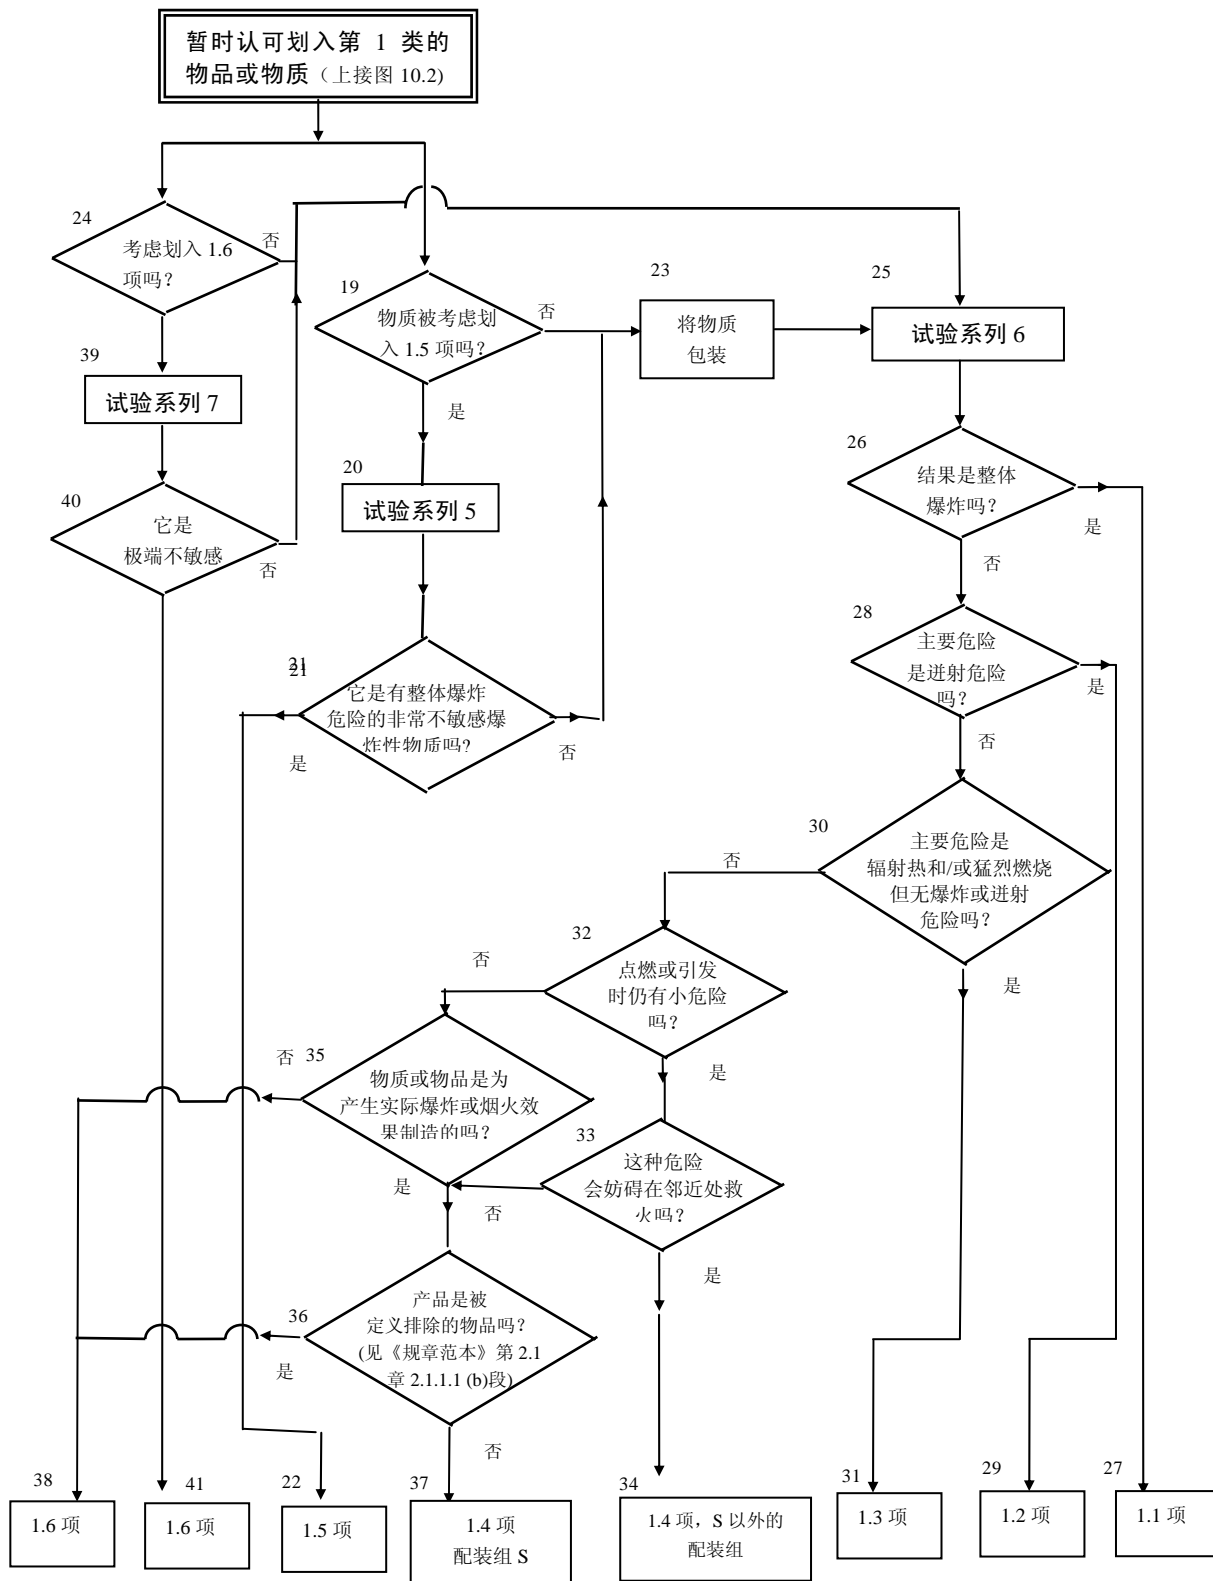 暂时认可划入第 1 类的
物品或物质（上接图 10.2)
24
考虑划入 1.6
项吗？
否
19
物质被考虑划
入 1.5 项吗？
否
23
将物质
包装
25
试验系列 6
39
试验系列 7
是
20
试验系列 5
26
结果是整体
爆炸吗？
是
否
40
它是
极端不敏感
否
28
主要危险
是迸射危险
吗？
是
否
21
21
它是有整体爆炸
危险的非常不敏感爆
炸性物质吗？
是
否
30
主要危险是
辐射热和/或猛烈燃烧
但无爆炸或迸射
危险吗？
否
是
32
点燃或引发
时仍有小危险
吗？
否
是
35
否
物质或物品是为
产生实际爆炸或烟火效
果制造的吗？
是
33
这种危险
会妨碍在邻近处救
火吗？
否
是
36
产品是被
定义排除的物品吗？
(见《规章范本》第 2.1
章 2.1.1.1 (b)段)
是
否
38
1.6 项
41
1.6 项
22
1.5 项
37
1.4 项
配装组 S
34
1.4 项，S 以外的
配装组
31
1.3 项
29
1.2 项
27
1.1 项